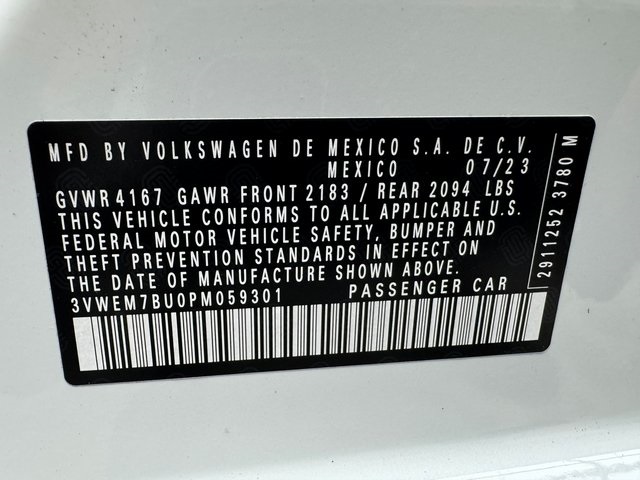 MFD BY VOLKSWAGEN DE MEXICO S.A. DE C.V.
MEXICO 07/23
GVWR 4167 GAWR FRONT 2183 / REAR 2094 LBS
THIS VEHICLE CONFORMS TO ALL APPLICABLE U.S.
FEDERAL MOTOR VEHICLE SAFETY, BUMPER AND
THEFT PREVENTION STANDARDS IN EFFECT ON
THE DATE OF MANUFACTURE SHOWN ABOVE.
3VWEM7BU0PM059301 PASSENGER CAR
2911252 3780 M